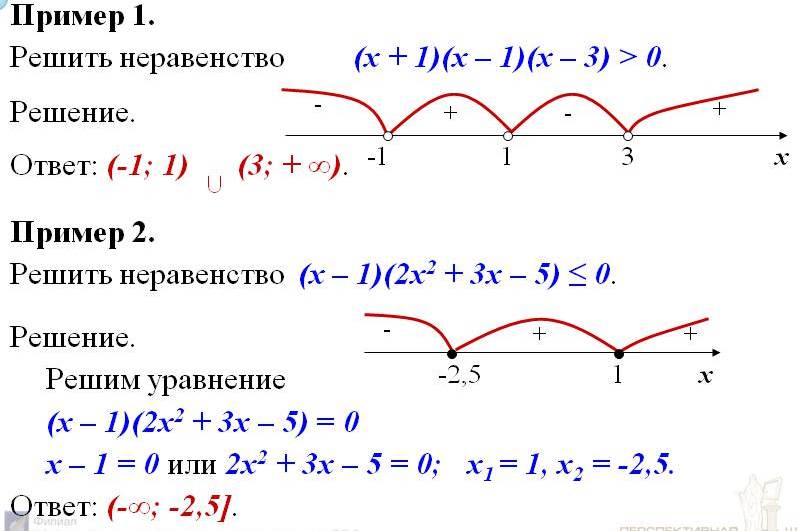 Пример 1.
Решить неравенство (x + 1)(x – 1)(x – 3) > 0.
Решение.
- + - +
-1 1 3 x
Ответ: (-1; 1) ∪ (3; + ∞).
Пример 2.
Решить неравенство (x – 1)(2x² + 3x – 5) ≤ 0.
Решение.
- + +
-2,5 1 x
Решим уравнение
(x – 1)(2x² + 3x – 5) = 0
x – 1 = 0 или 2x² + 3x – 5 = 0; x₁ = 1, x₂ = -2,5.
Ответ: (-∞; -2,5].
Филиал